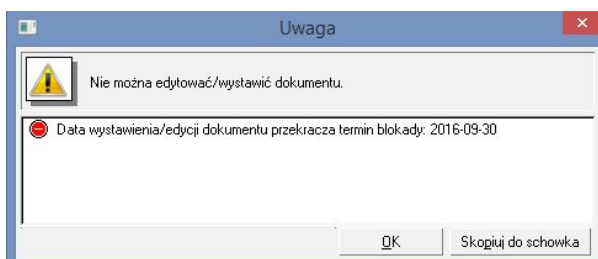 Uwaga
Nie można edytować/wystawić dokumentu.
Data wystawienia/edycji dokumentu przekracza termin blokady: 2016-09-30
OK
Skopiuj do schowka